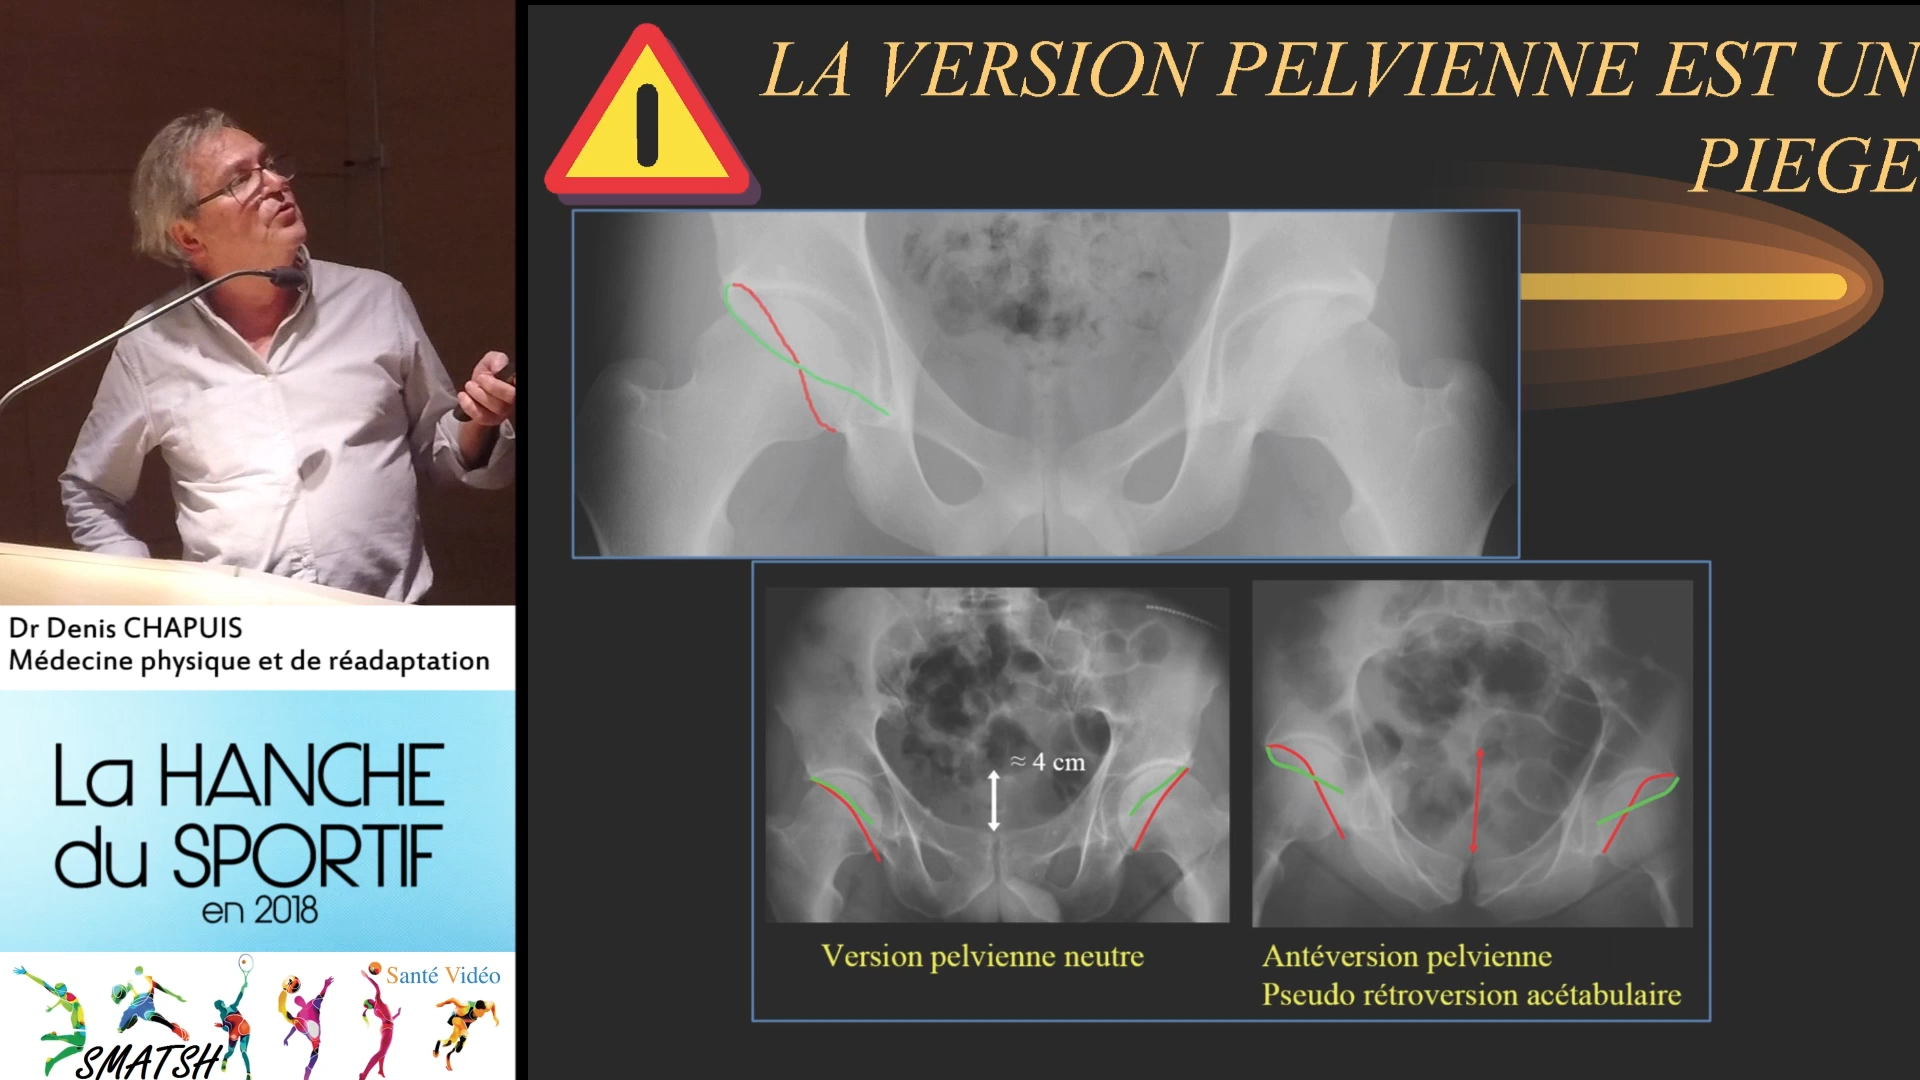 LA VERSION PELVIENNE EST UN
PIEGE
≈ 4 cm
Version pelvienne neutre
Antéversion pelvienne
Pseudo rétroversion acétabulaire
Dr Denis CHAPUIS
Médecine physique et de réadaptation
La HANCHE
du SPORTIF
en 2018
Santé Vidéo
SMATSH